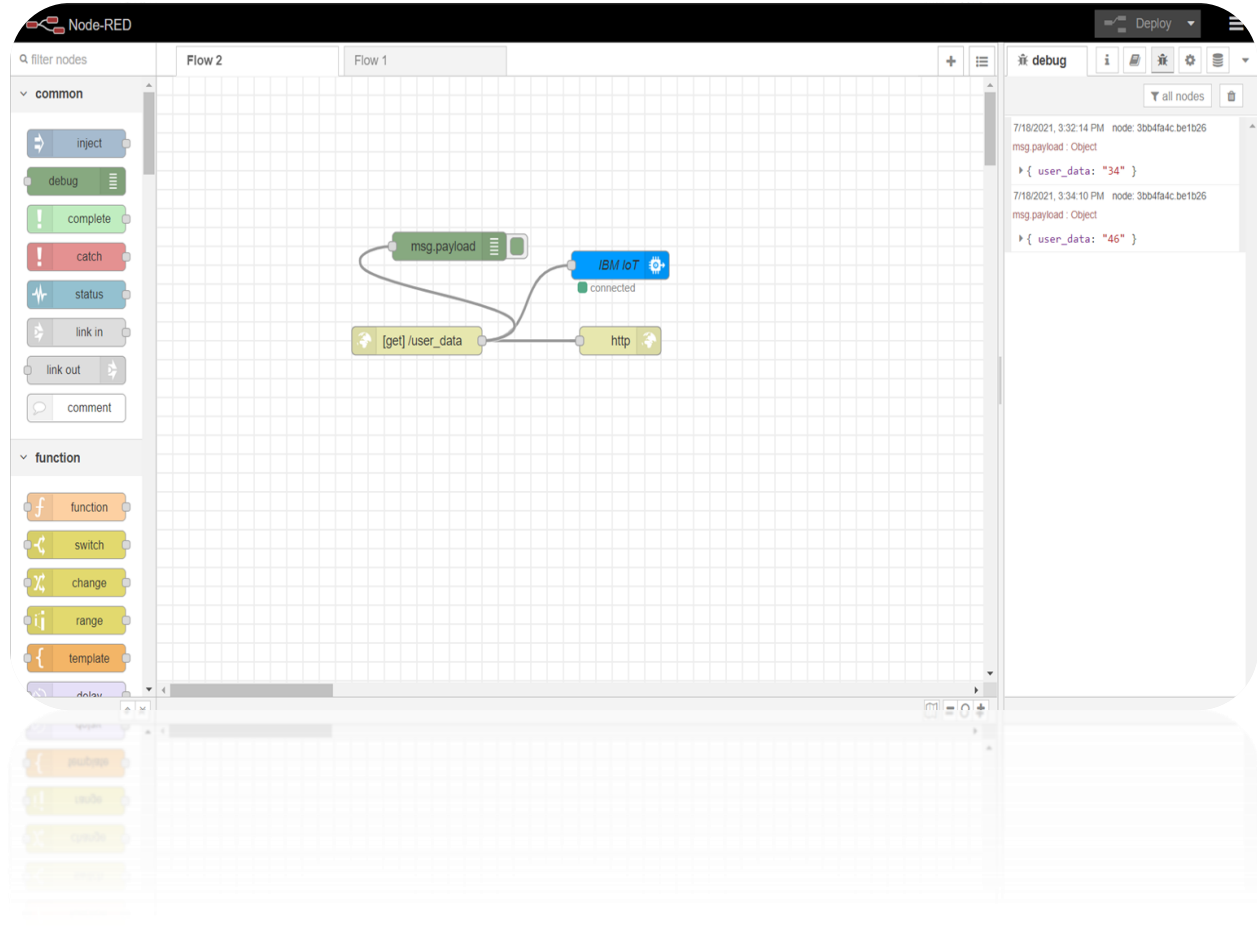 Node-RED
Deploy
filter nodes
Flow 2
Flow 1
debug
i
all nodes
common
inject
debug
complete
catch
status
link in
link out
comment
function
function
switch
change
range
template
delay
msg.payload
IBM IoT
connected
[get] /user_data
http
7/18/2021, 3:32:14 PM node: 3bb4fa4c.be1b26
msg.payload : Object
{ user_data: "34" }
7/18/2021, 3:34:10 PM node: 3bb4fa4c.be1b26
msg.payload : Object
{ user_data: "46" }